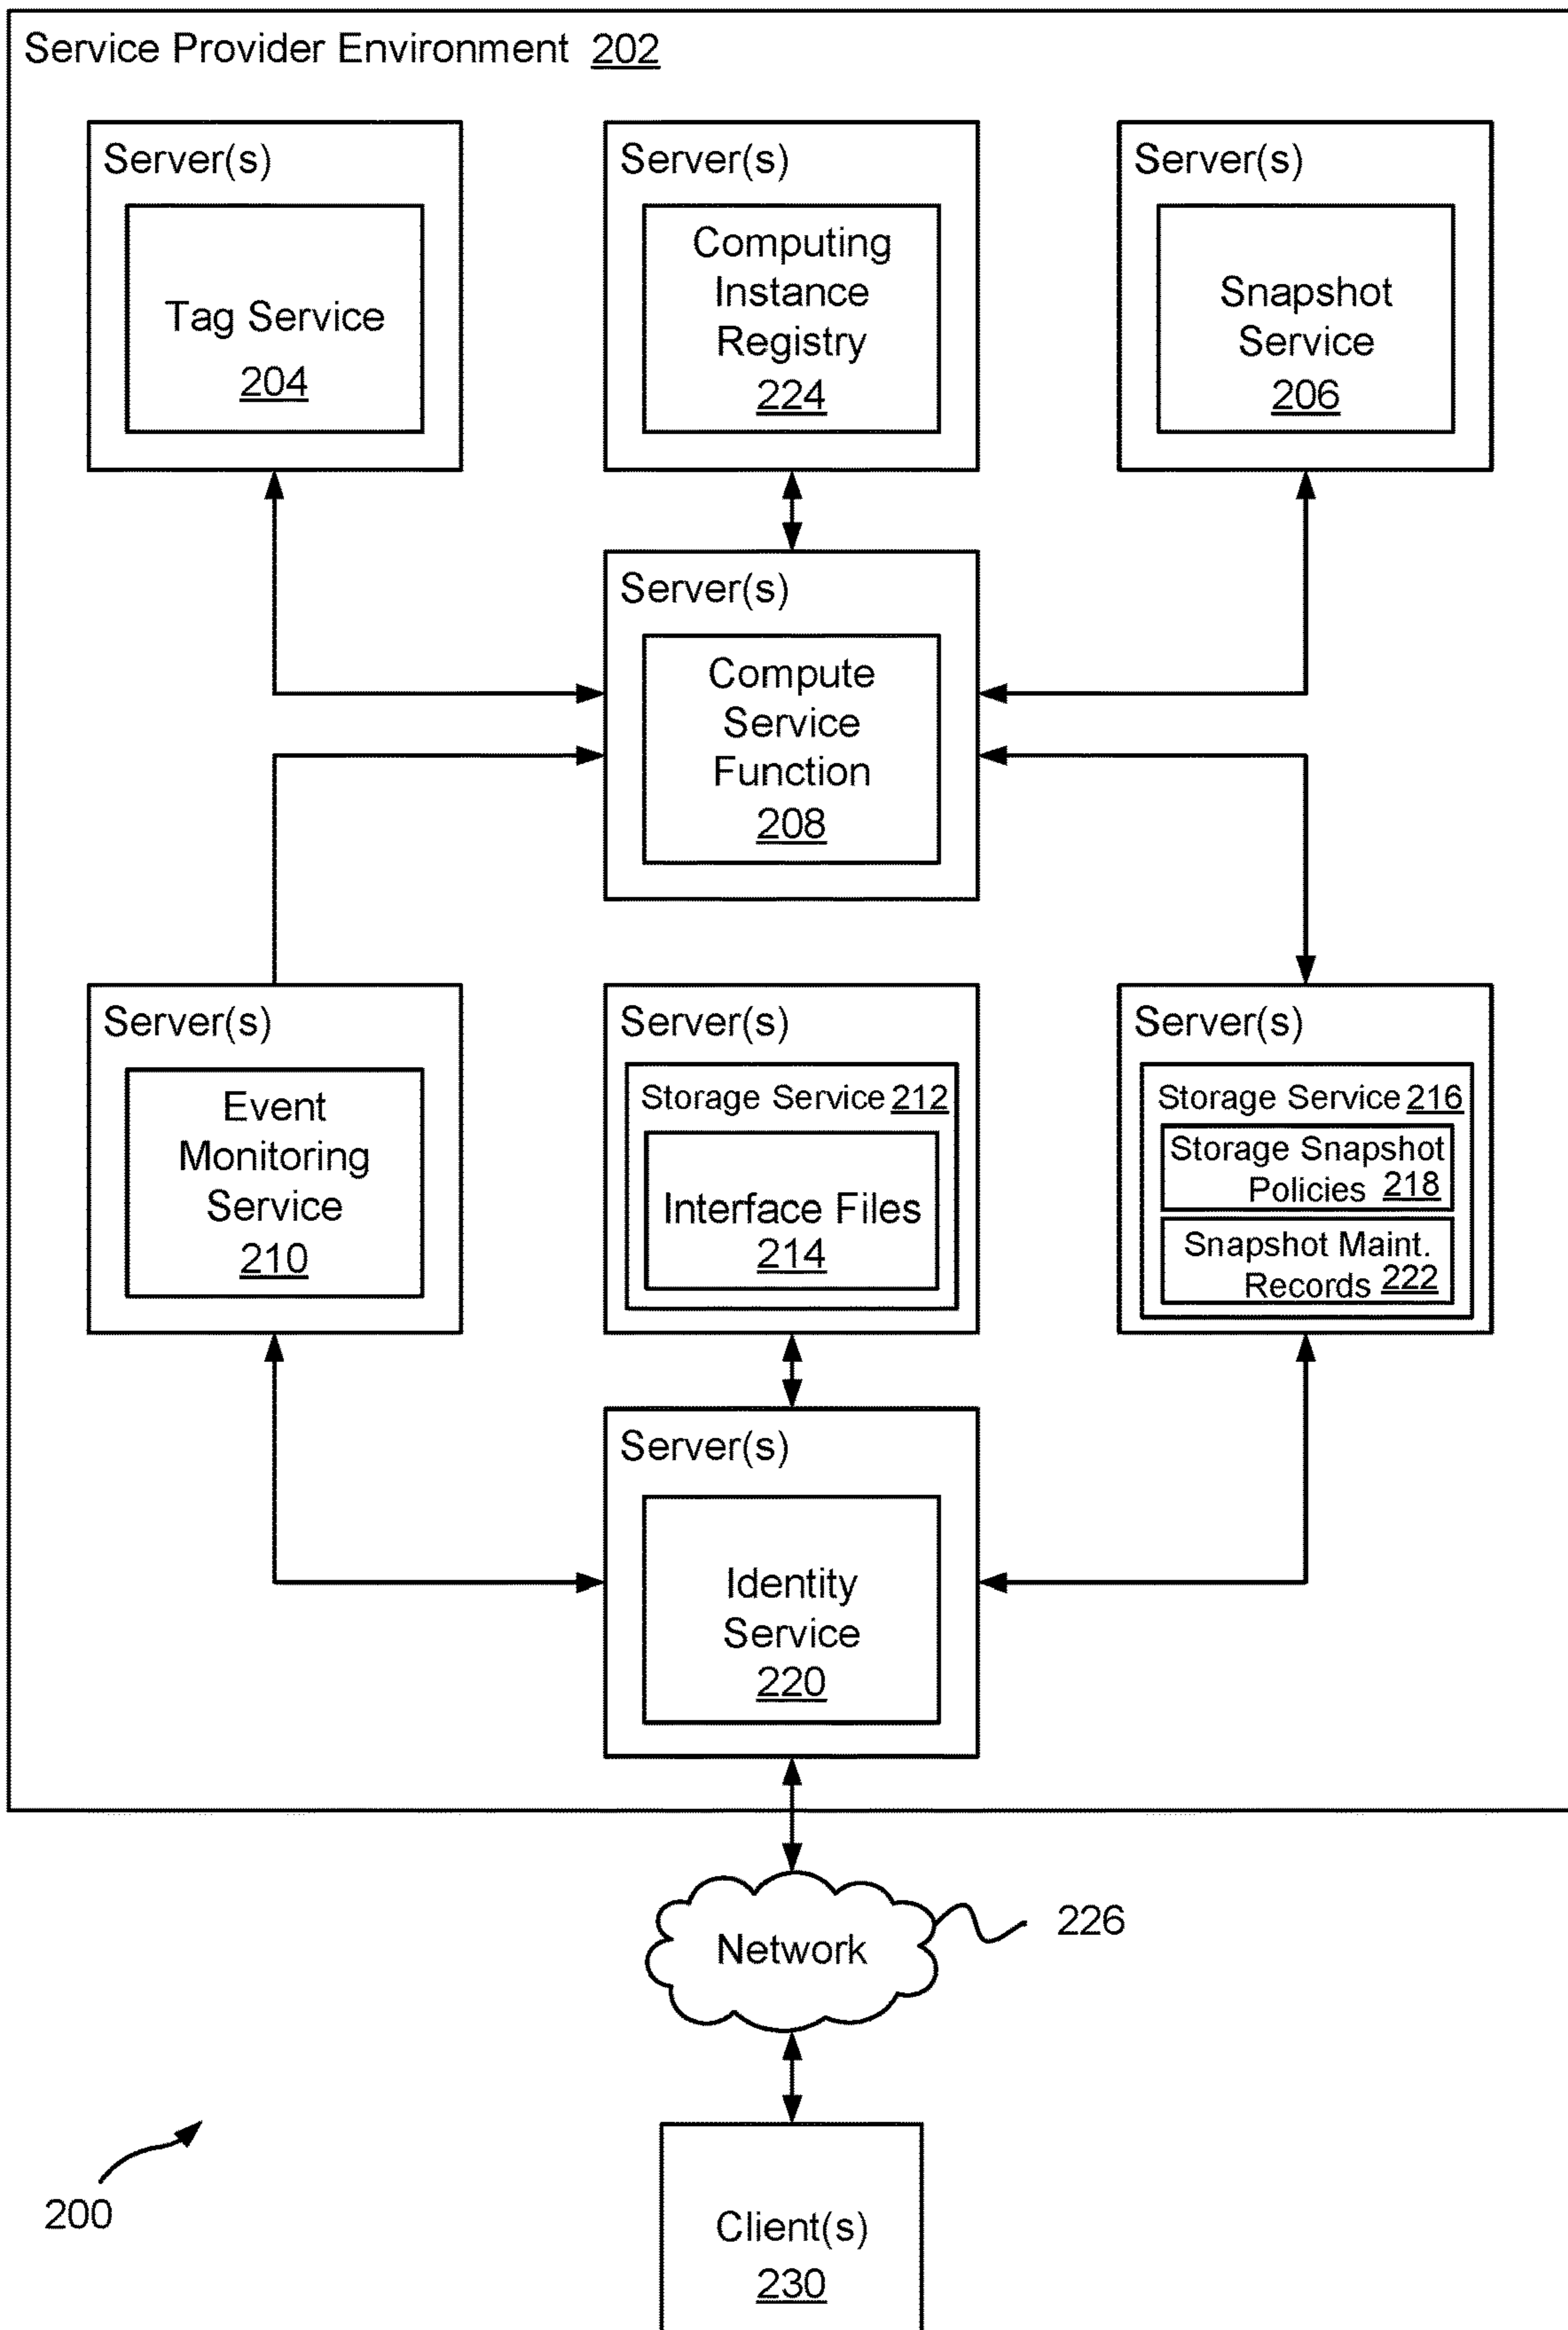 Service Provider Environment 202
Server(s)
Tag Service
204
Server(s)
Computing
Instance
Registry
224
Server(s)
Snapshot
Service
206
Server(s)
Compute
Service
Function
208
Server(s)
Event
Monitoring
Service
210
Server(s)
Storage Service 212
Interface Files
214
Server(s)
Storage Service 216
Storage Snapshot
Policies 218
Snapshot Maint.
Records 222
Server(s)
Identity
Service
220
Network
226
200
Client(s)
230